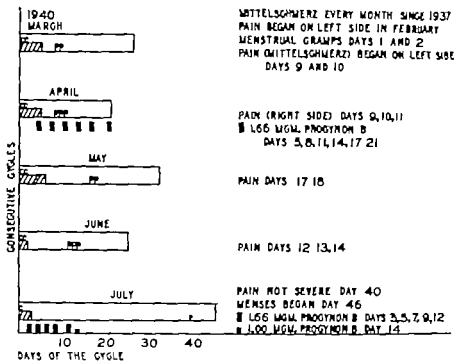 1940
MARCH
MITTELSCHMERZ EVERY MONTH SINCE 1937
PAIN BEGAN ON LEFT SIDE IN FEBRUARY
MENSTRUAL CRAMPS DAYS 1 AND 2
PAIN (MITTELSCHMERZ) BEGAN ON LEFT SIDE
DAYS 9 AND 10
PP
APRIL
PPP
PAIN (RIGHT SIDE) DAYS 9,10,11
1.66 MGM. PROGYNON B
DAYS 5,8,11,14,17 21
MAY
PP
PAIN DAYS 17 18
JUNE
PPP
PAIN DAYS 12 13,14
JULY
P
PAIN NOT SEVERE DAY 40
MENSES BEGAN DAY 46
1.66 MGM. PROGYNON B DAYS 3,5,7,9,12
1.00 MGM. PROGYNON B DAY 14
0 10 20 30 40
DAYS OF THE CYCLE
CONSECUTIVE CYCLES